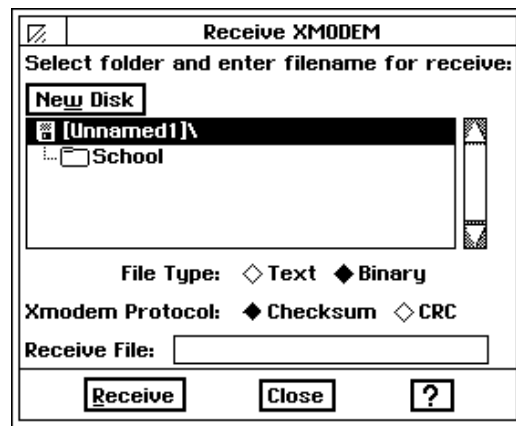 Receive XMODEM
Select folder and enter filename for receive:
New Disk
[Unnamed1]\
School
File Type: Text Binary
Xmodem Protocol: Checksum CRC
Receive File:
Receive Close ?